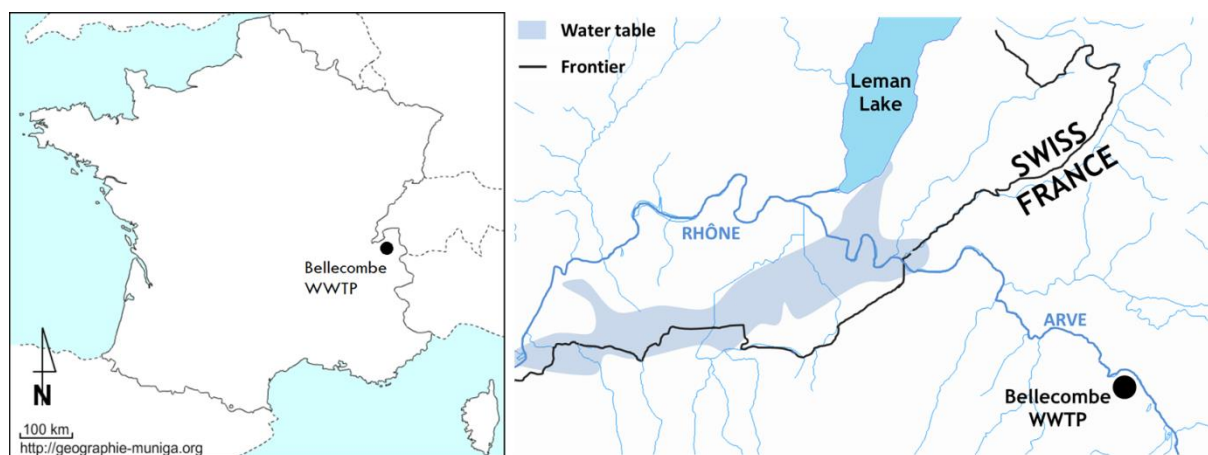 Bellecombe
WWTP
N
100 km
http://geographie-muniga.org
Water table
Frontier
Leman
Lake
SWISS
FRANCE
RHÔNE
ARVE
Bellecombe
WWTP